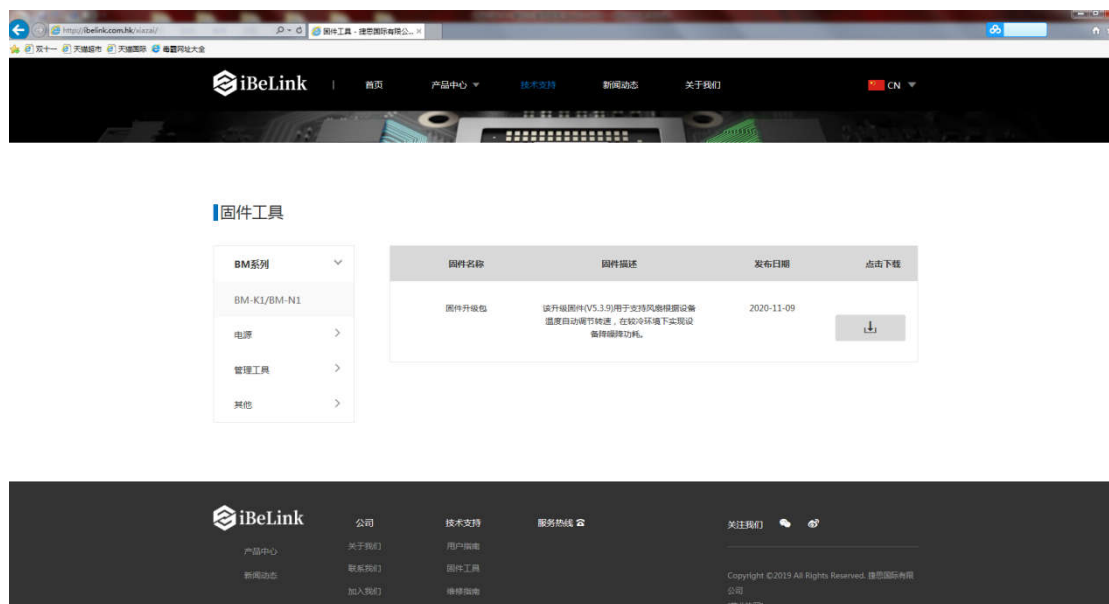 http://ibelink.com.hk/xiazai/
固件工具 - 捷思国际有限公... ×
双十一 天猫超市 天猫国际 毒霸网址大全
iBeLink | 首页 产品中心 技术支持 新闻动态 关于我们 CN
固件工具
BM系列
BM-K1/BM-N1
电源
管理工具
其他
固件名称 固件描述 发布日期 点击下载
固件升级包 该升级固件(V5.3.9)用于支持风扇根据设备 2020-11-09
温度自动调节转速,在较冷环境下实现设
备降噪降功耗。
iBeLink 公司 技术支持 服务热线 关注我们
产品中心 关于我们 用户指南
新闻动态 联系我们 固件工具
加入我们 维修指南
Copyright ©2019 All Rights Reserved. 捷思国际有限
公司